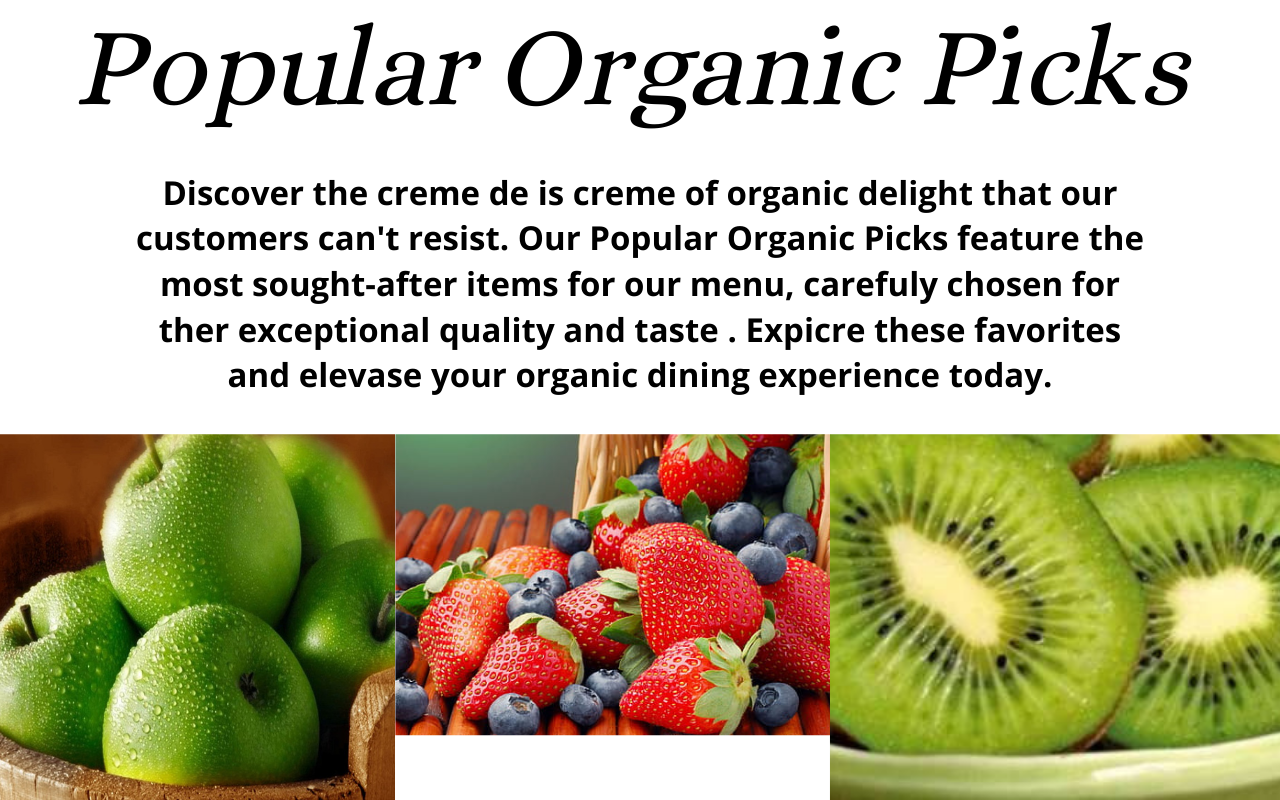 Popular Organic Picks
Discover the creme de is creme of organic delight that our
customers can't resist. Our Popular Organic Picks feature the
most sought-after items for our menu, carefuly chosen for
ther exceptional quality and taste . Expicre these favorites
and elevase your organic dining experience today.